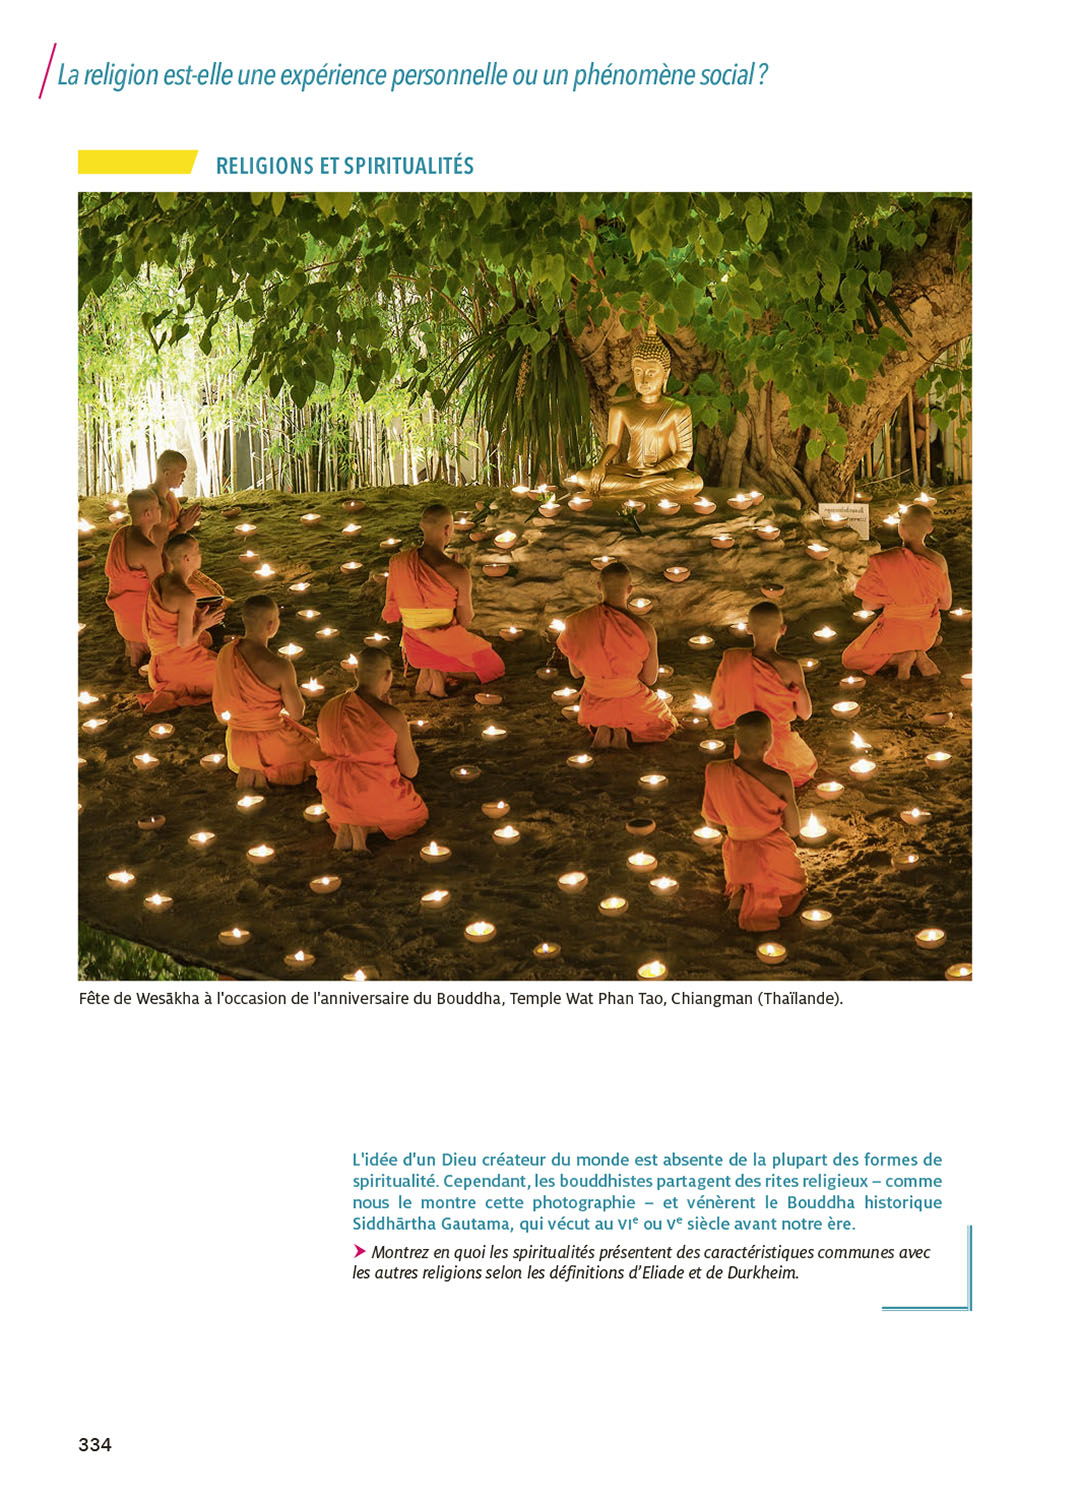 La religion est-elle une expérience personnelle ou un phénomène social ?
RELIGIONS ET SPIRITUALITÉS
Fête de Wesākha à l'occasion de l'anniversaire du Bouddha, Temple Wat Phan Tao, Chiangman (Thaïlande).
L'idée d'un Dieu créateur du monde est absente de la plupart des formes de
spiritualité. Cependant, les bouddhistes partagent des rites religieux – comme
nous le montre cette photographie – et vénèrent le Bouddha historique
Siddhārtha Gautama, qui vécut au VIe ou Ve siècle avant notre ère.
➤ Montrez en quoi les spiritualités présentent des caractéristiques communes avec
les autres religions selon les définitions d’Eliade et de Durkheim.
334